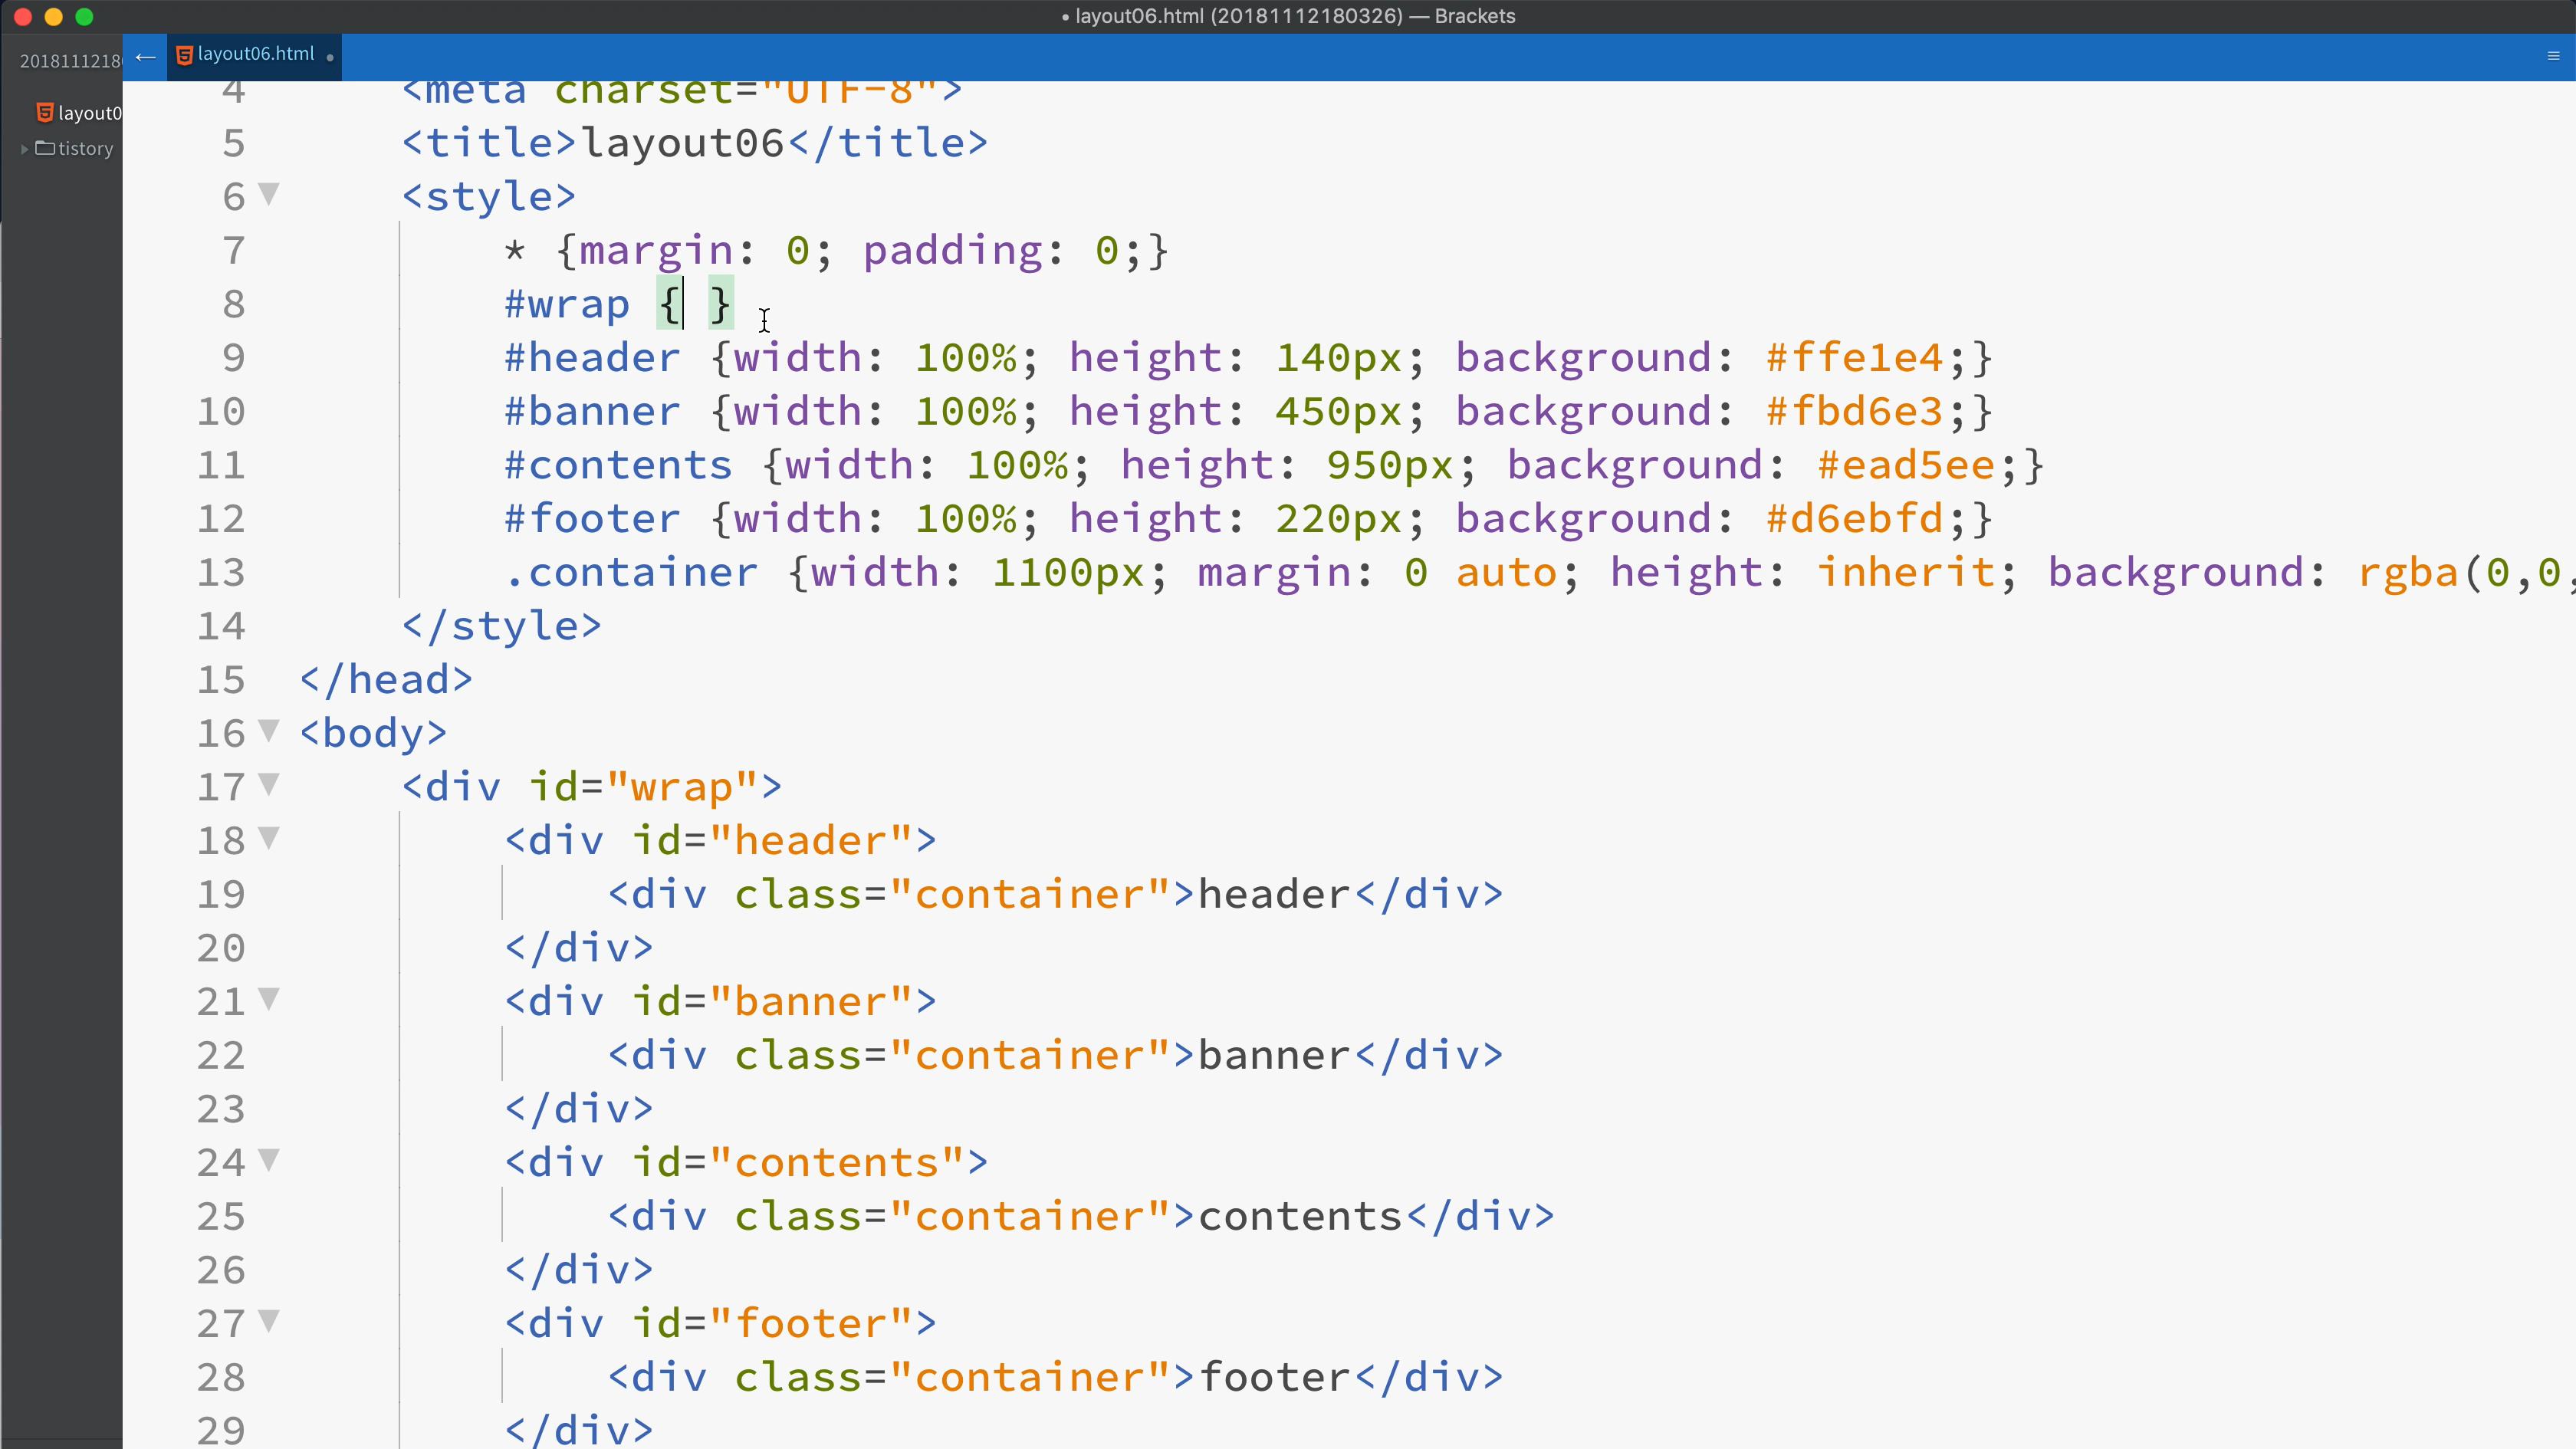 • layout06.html (20181112180326) — Brackets
2018111218
← layout06.html •
layout0
tistory
4 <meta charset="UTF-8">
5 <title>layout06</title>
6 <style>
7 * {margin: 0; padding: 0;}
8 #wrap { }
9 #header {width: 100%; height: 140px; background: #ffe1e4;}
10 #banner {width: 100%; height: 450px; background: #fbd6e3;}
11 #contents {width: 100%; height: 950px; background: #ead5ee;}
12 #footer {width: 100%; height: 220px; background: #d6ebfd;}
13 .container {width: 1100px; margin: 0 auto; height: inherit; background: rgba(0,0,
14 </style>
15 </head>
16 <body>
17 <div id="wrap">
18 <div id="header">
19 <div class="container">header</div>
20 </div>
21 <div id="banner">
22 <div class="container">banner</div>
23 </div>
24 <div id="contents">
25 <div class="container">contents</div>
26 </div>
27 <div id="footer">
28 <div class="container">footer</div>
29 </div>